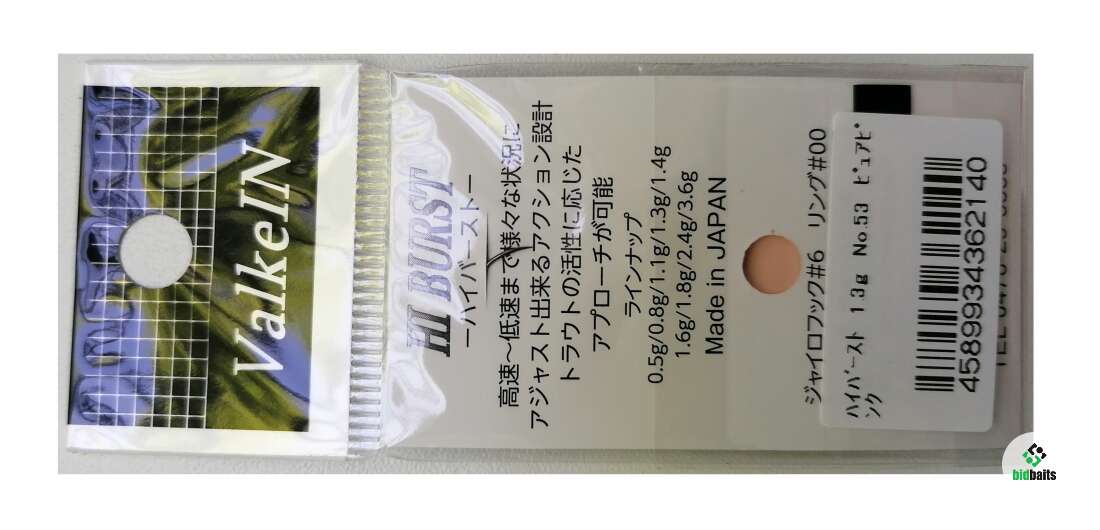 ValkeIN
HI BURST
ーハイバーストー
高速～低速まで様々な状況に
アジャスト出来るアクション設計
トラウトの活性に応じた
アプローチが可能
ラインナップ
0.5g/0.8g/1.1g/1.3g/1.4g
1.6g/1.8g/2.4g/3.6g
Made in JAPAN
ジャイロフック#6 リング#00
ﾊｲﾊﾞｰｽﾄ 1.3g No.53 ﾋﾟｭｱﾋﾟ
ﾝｸ
4589934362140
bidbaits